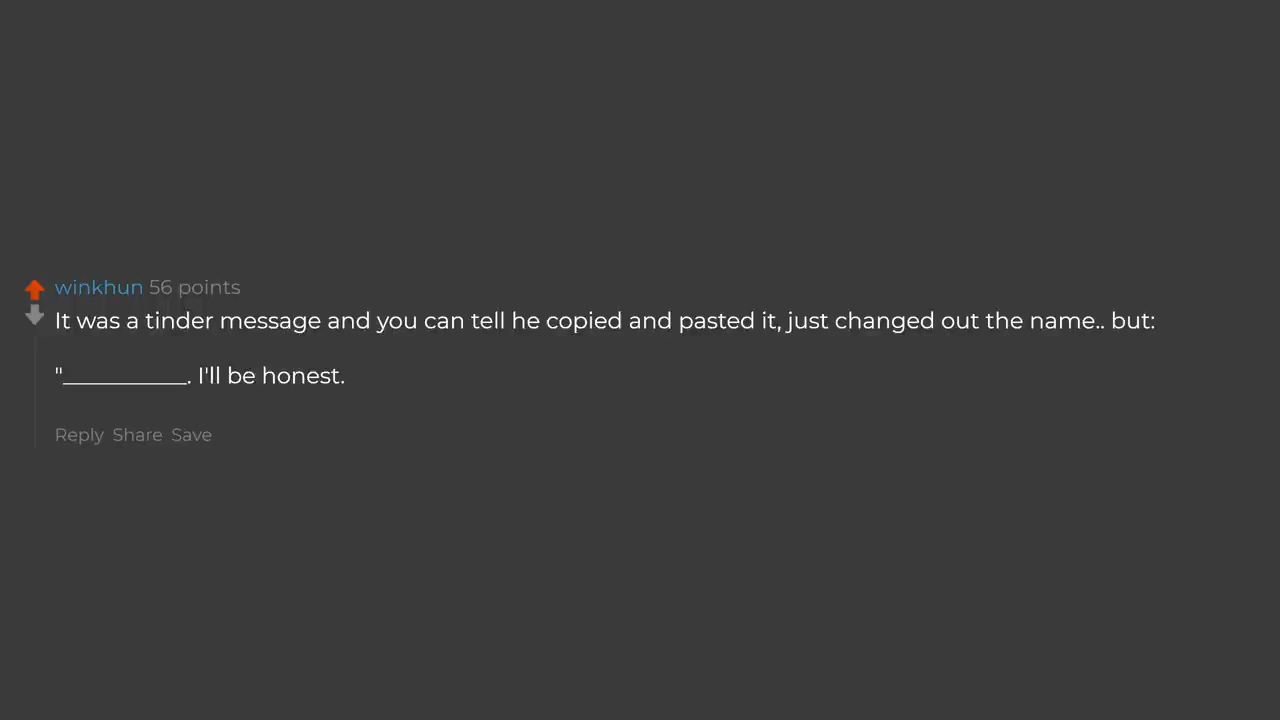 winkhun 56 points
It was a tinder message and you can tell he copied and pasted it, just changed out the name.. but:
"___________. I'll be honest.
Reply Share Save